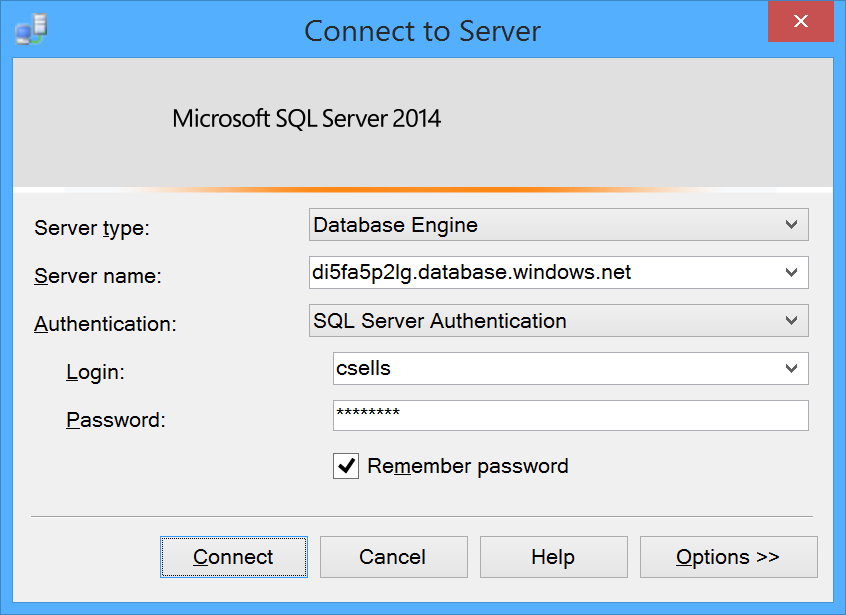 Connect to Server
Microsoft SQL Server 2014
Server type: Database Engine
Server name: di5fa5p2lg.database.windows.net
Authentication: SQL Server Authentication
Login: csells
Password: ********
Remember password
Connect Cancel Help Options >>